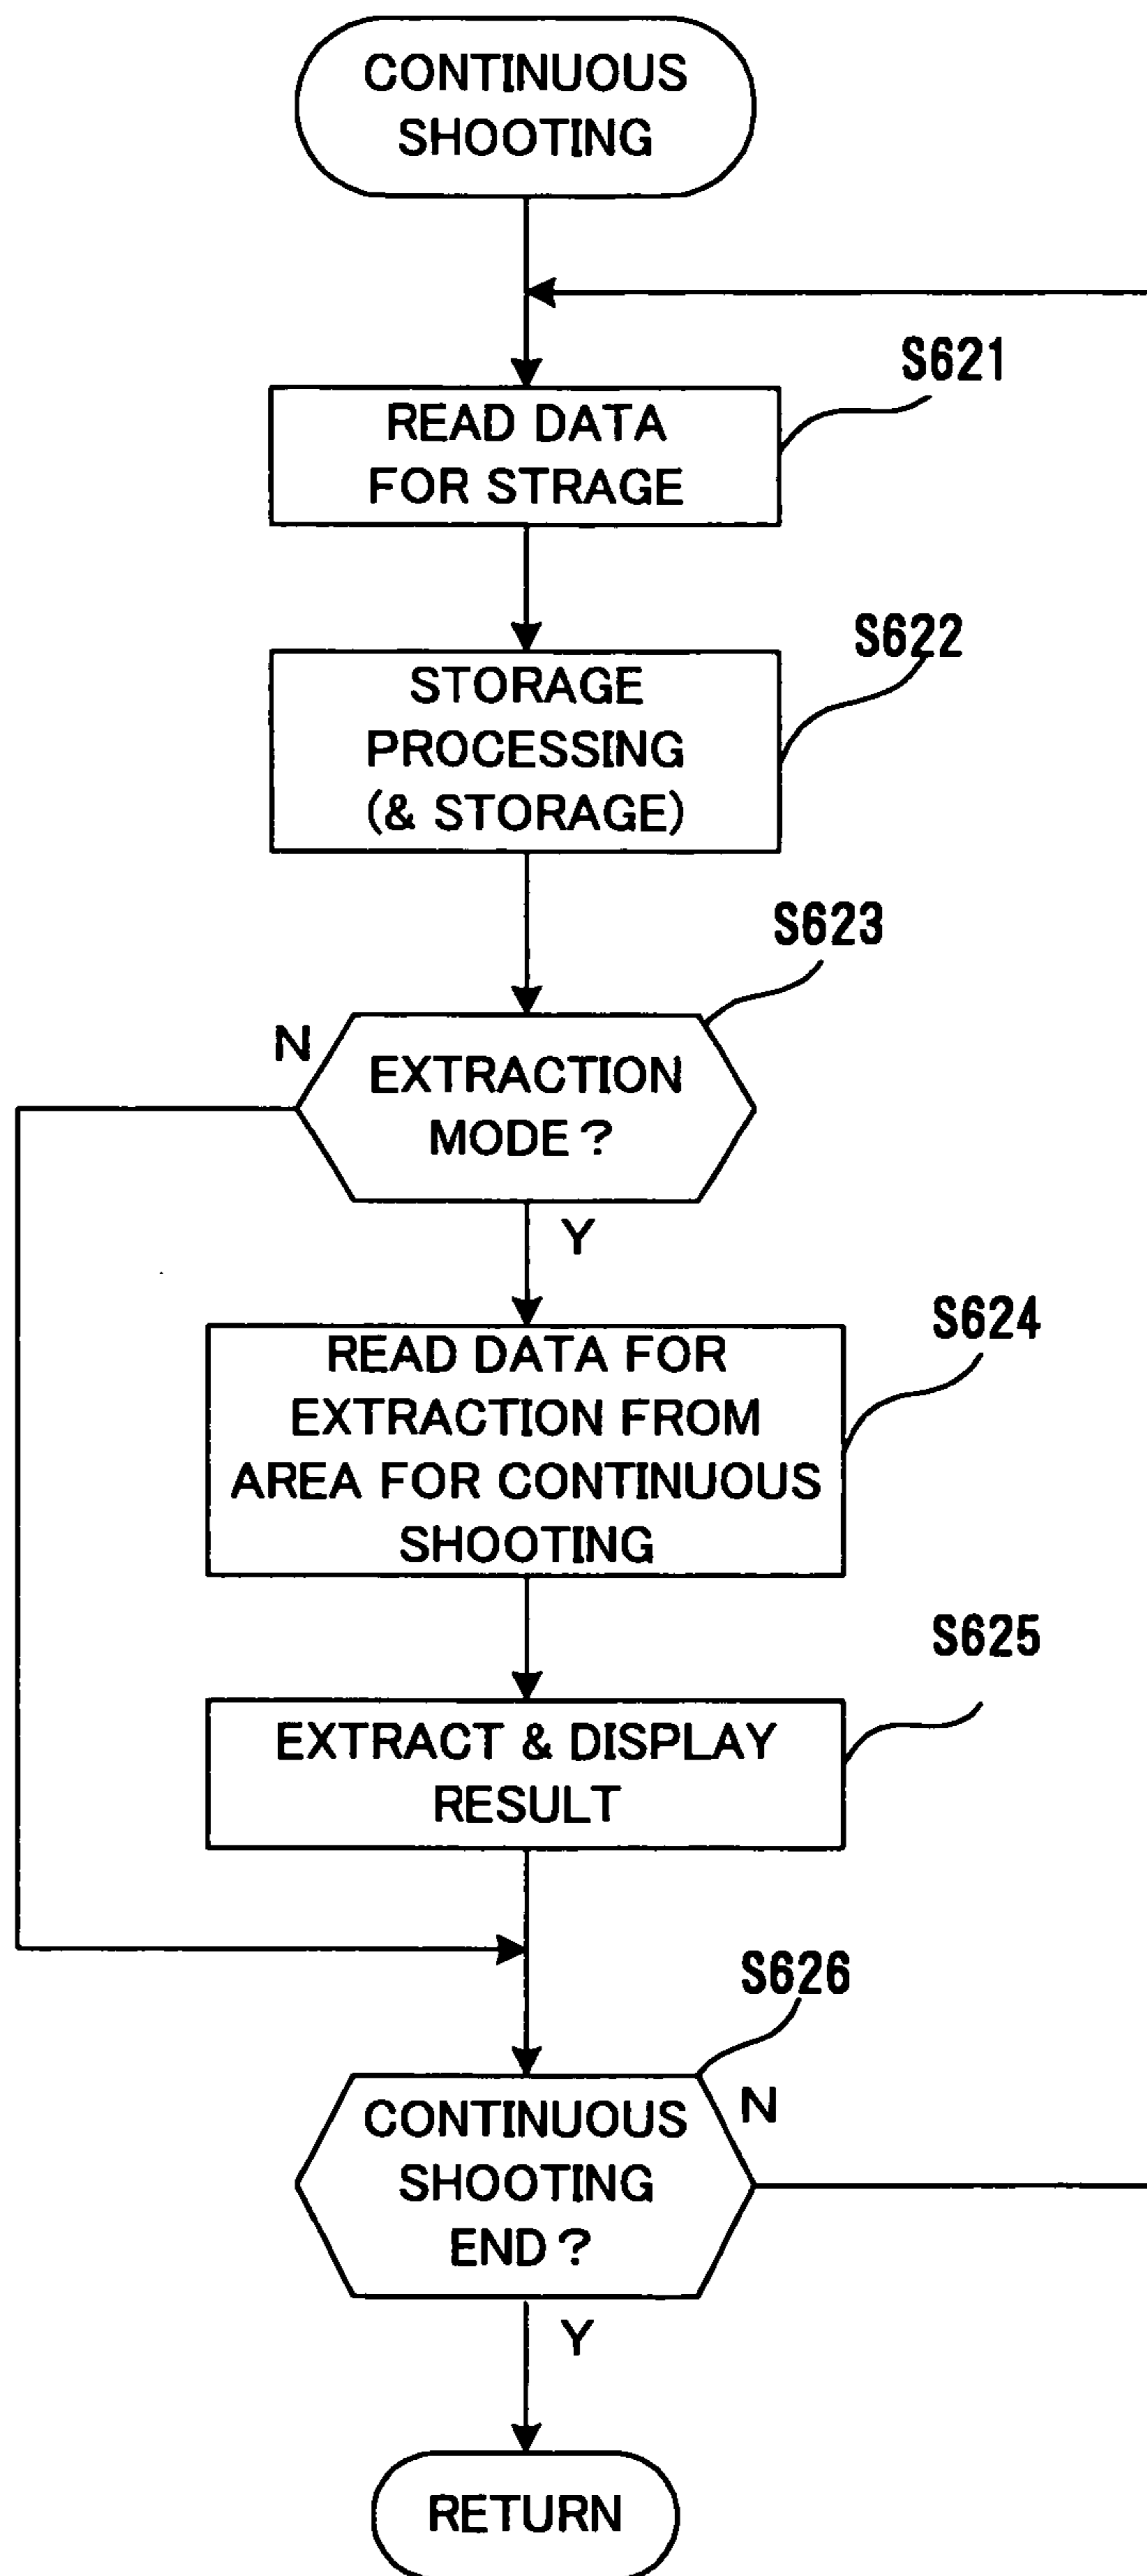 CONTINUOUS
SHOOTING
S621
READ DATA
FOR STRAGE
S622
STORAGE
PROCESSING
(& STORAGE)
S623
N
EXTRACTION
MODE?
Y
S624
READ DATA FOR
EXTRACTION FROM
AREA FOR CONTINUOUS
SHOOTING
S625
EXTRACT & DISPLAY
RESULT
S626
N
CONTINUOUS
SHOOTING
END?
Y
RETURN